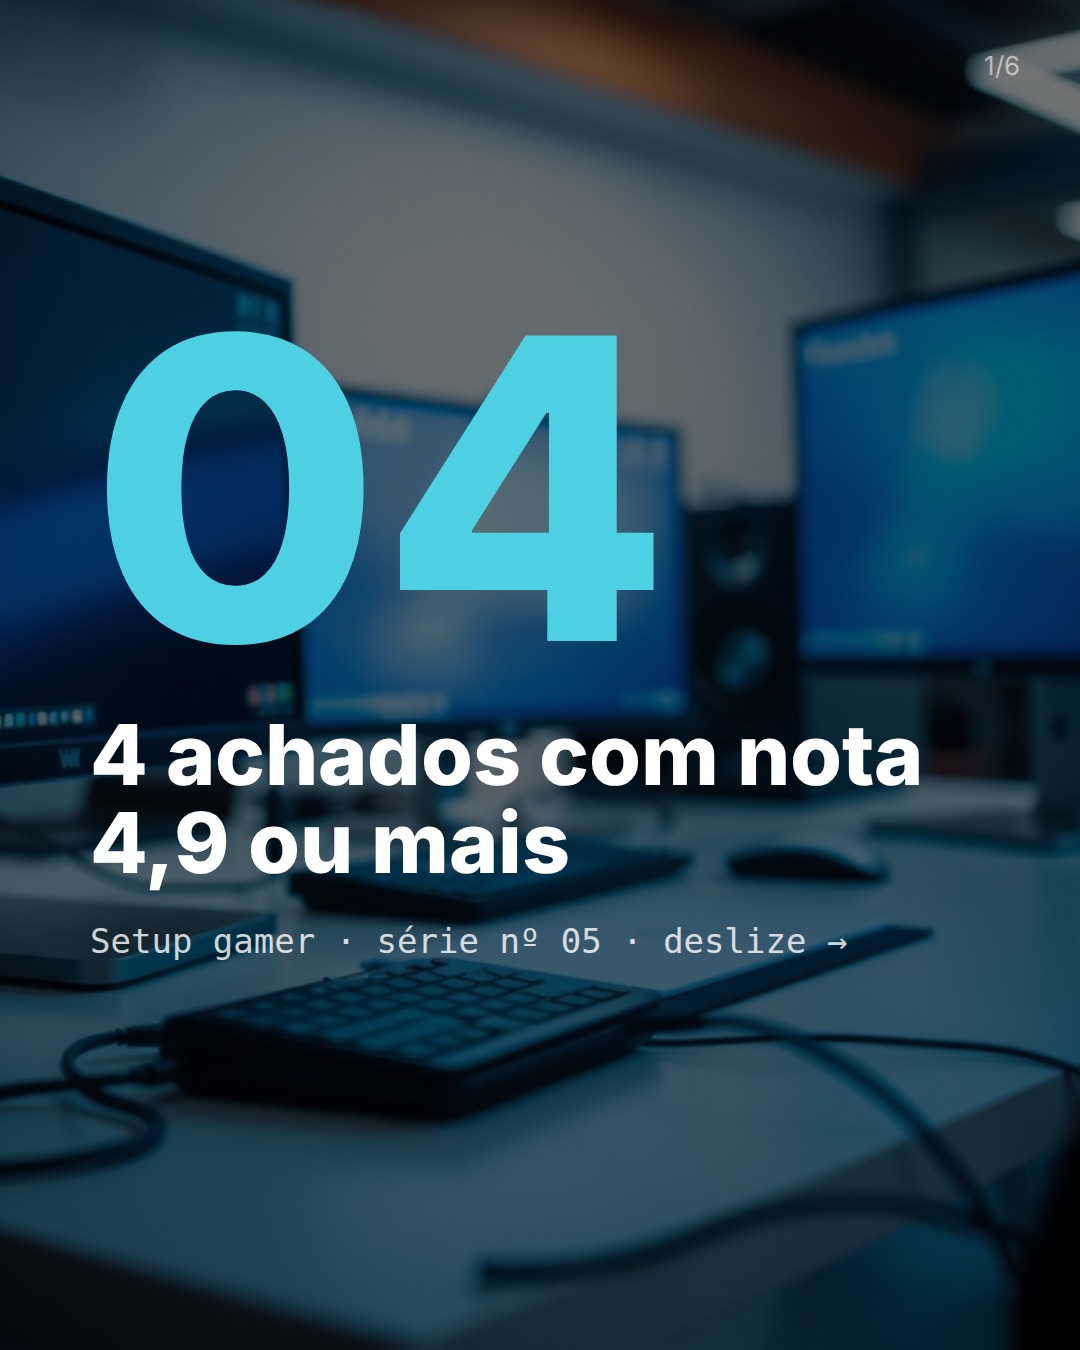 1/6
04
4 achados com nota
4,9 ou mais
Setup gamer · série nº 05 · deslize →